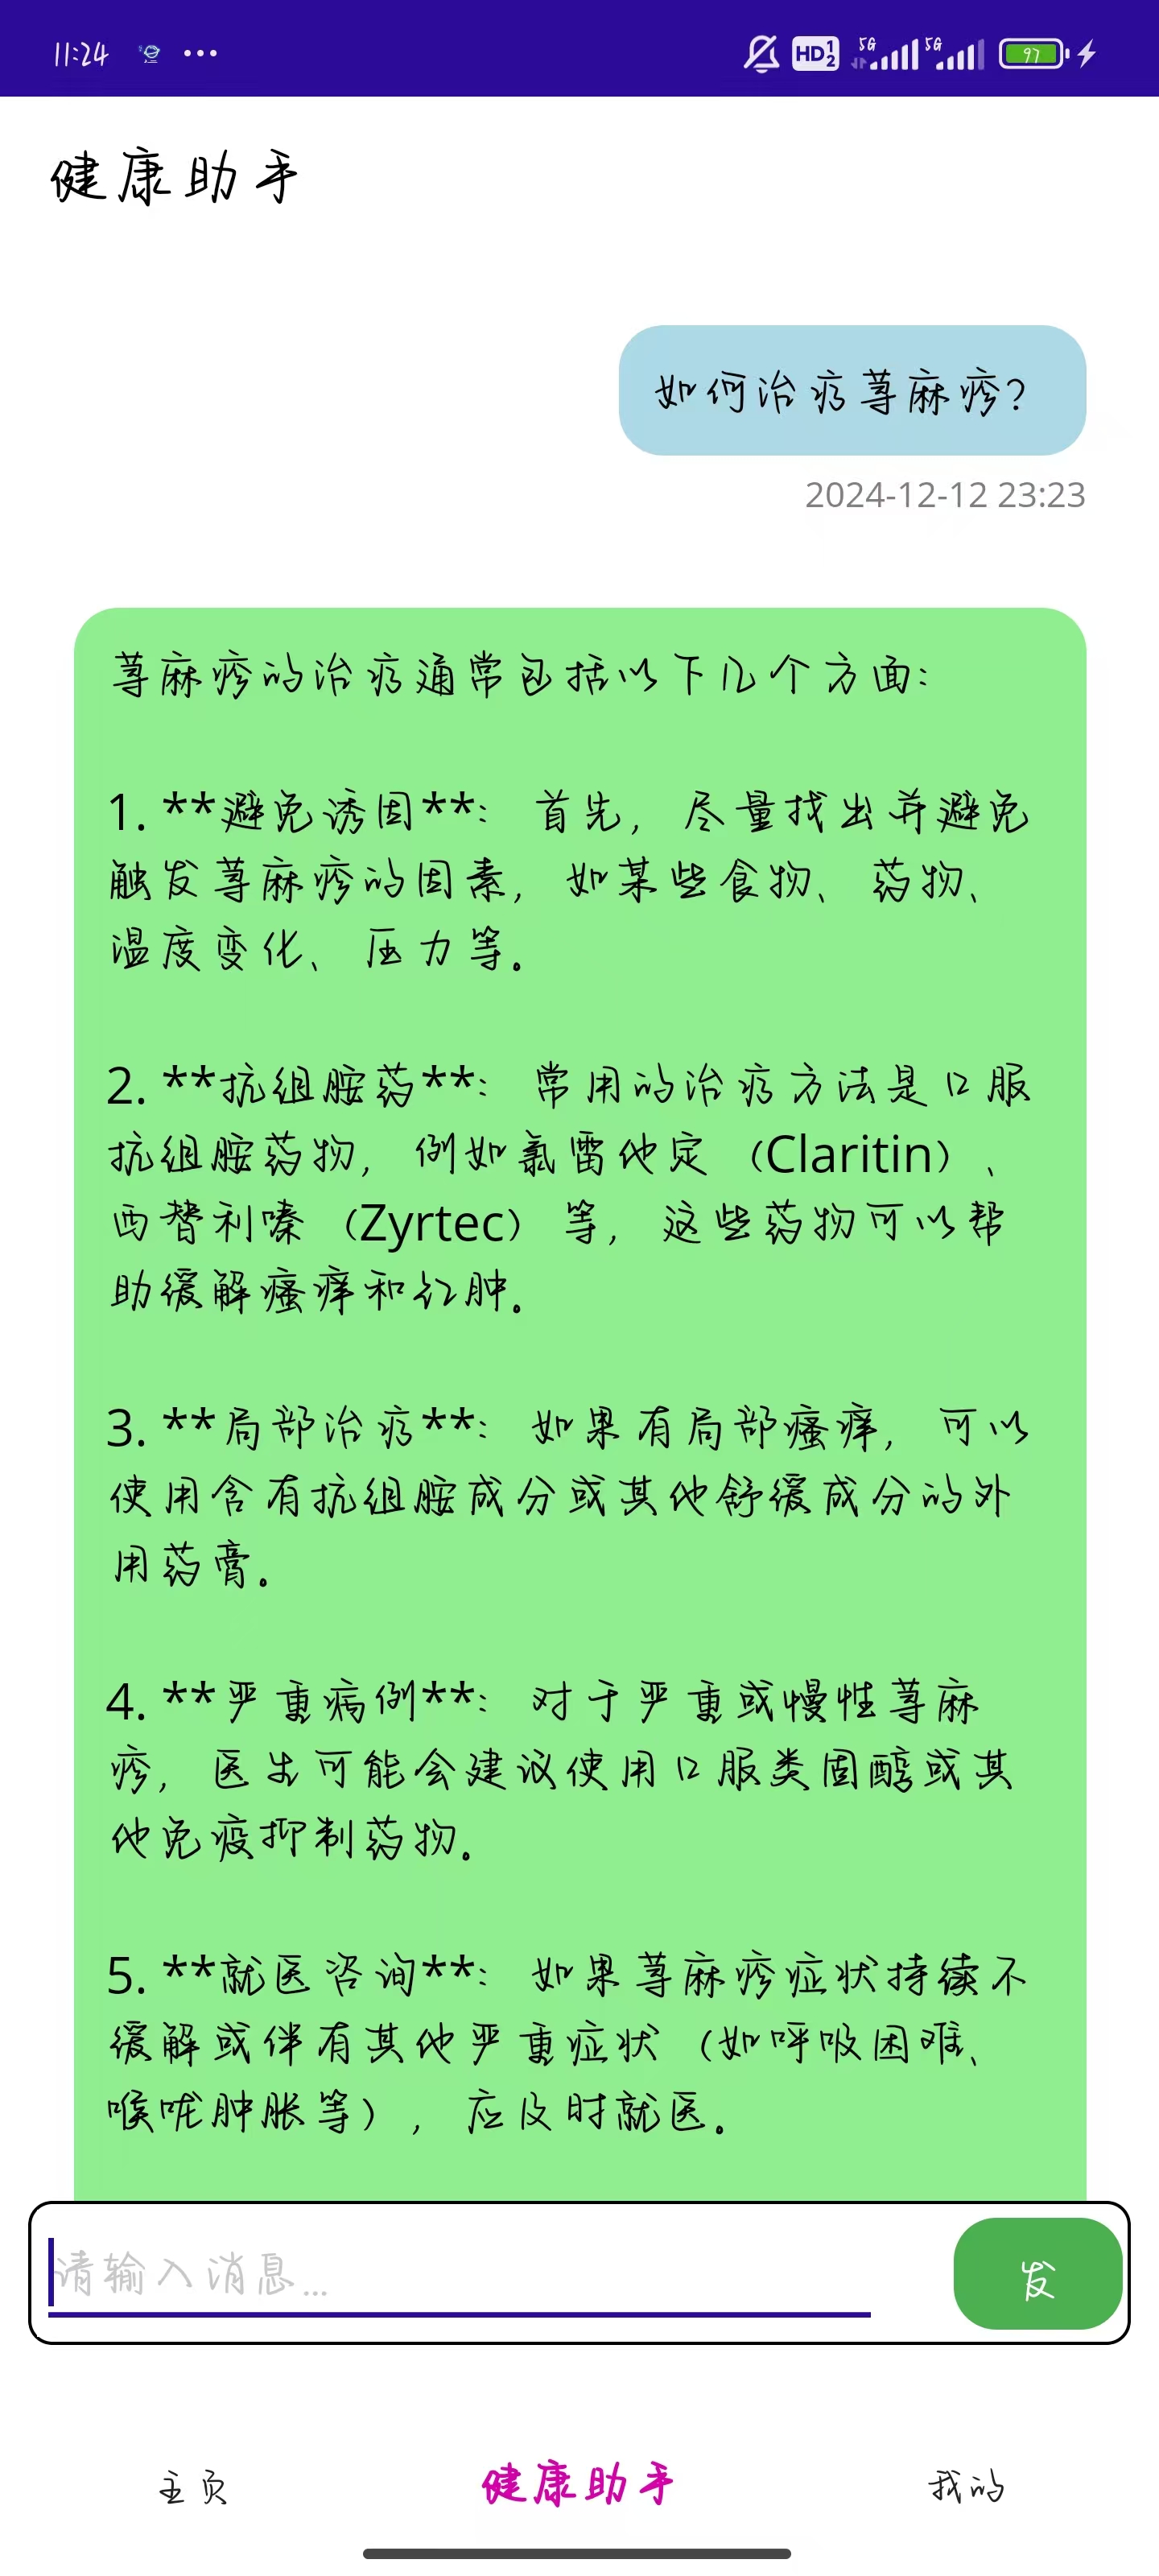 11:24 ... HD 1 2 5G 5G 97
健康助手
如何治疗荨麻疹?
2024-12-12 23:23
荨麻疹的治疗通常包括以下几个方面:
1. **避免诱因**: 首先, 尽量找出并避免
触发荨麻疹的因素, 如某些食物、药物、
温度变化、压力等。
2. **抗组胺药**: 常用的治疗方法是口服
抗组胺药物, 例如氯雷他定 (Claritin) 、
西替利嗪 (Zyrtec) 等, 这些药物可以帮
助缓解瘙痒和红肿。
3. **局部治疗**: 如果有局部瘙痒, 可以
使用含有抗组胺成分或其他舒缓成分的外
用药膏。
4. **严重病例**: 对于严重或慢性荨麻
疹, 医生可能会建议使用口服类固醇或其
他免疫抑制药物。
5. **就医咨询**: 如果荨麻疹症状持续不
缓解或伴有其他严重症状 (如呼吸困难、
喉咙肿胀等) , 应及时就医。
请输入消息...
发
主页 健康助手 我的